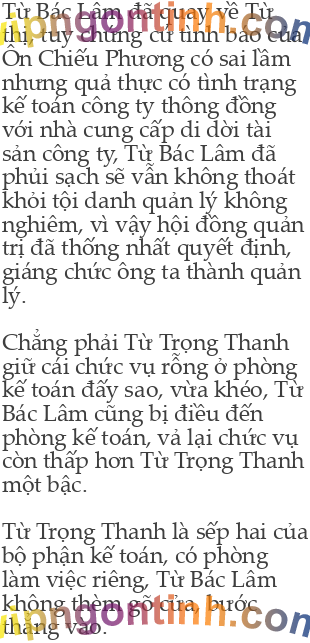 Từ Bác Lâm đã quay về Từ
thị, tuy chứng cứ tình báo của
Ôn Chiếu Phương có sai lầm
nhưng quả thực có tình trạng
kế toán công ty thông đồng
với nhà cung cấp di dời tài
sản công ty, Từ Bác Lâm đã
phủi sạch sẽ vẫn không thoát
khỏi tội danh quản lý không
nghiêm, vì vậy hội đồng quản
trị đã thống nhất quyết định,
giáng chức ông ta thành quản
lý.
Chẳng phải Từ Trọng Thanh
giữ cái chức vụ rỗng ở phòng
kế toán đấy sao, vừa khéo, Từ
Bác Lâm cũng bị điều đến
phòng kế toán, vả lại chức vụ
còn thấp hơn Từ Trọng Thanh
một bậc.
Từ Trọng Thanh là sếp hai của
bộ phận kế toán, có phòng
làm việc riêng, Từ Bác Lâm
không thèm gõ cửa, bước
thẳng vào.
vipngontinh.com
vipngontinh.com